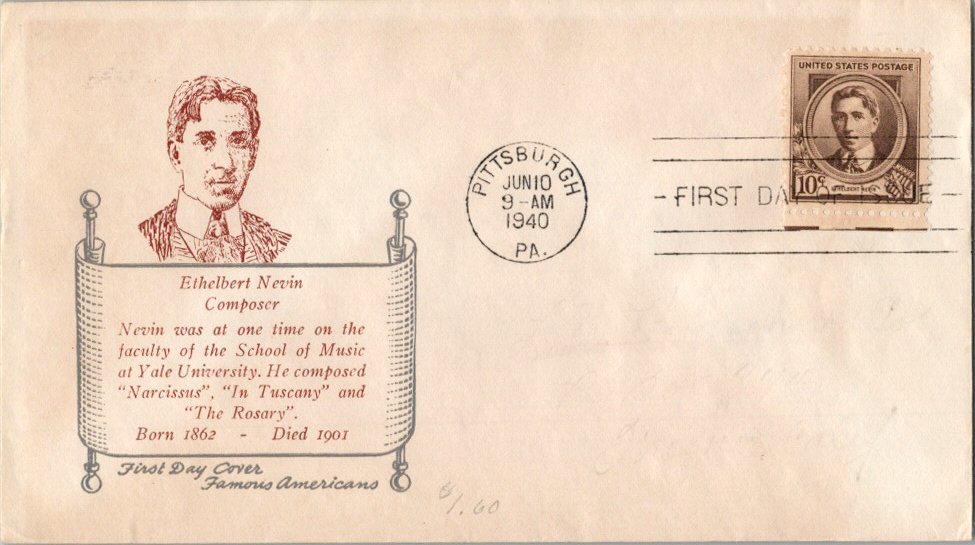 Ethelbert Nevin
Composer
Nevin was at one time on the
faculty of the School of Music
at Yale University. He composed
"Narcissus", "In Tuscany" and
"The Rosary".
Born 1862 - Died 1901
First Day Cover
Famous Americans
$1.60
PITTSBURGH
JUN 10
9-AM
1940
PA.
UNITED STATES POSTAGE
10¢
ETHELBERT NEVIN
- FIRST DAY OF ISSUE -